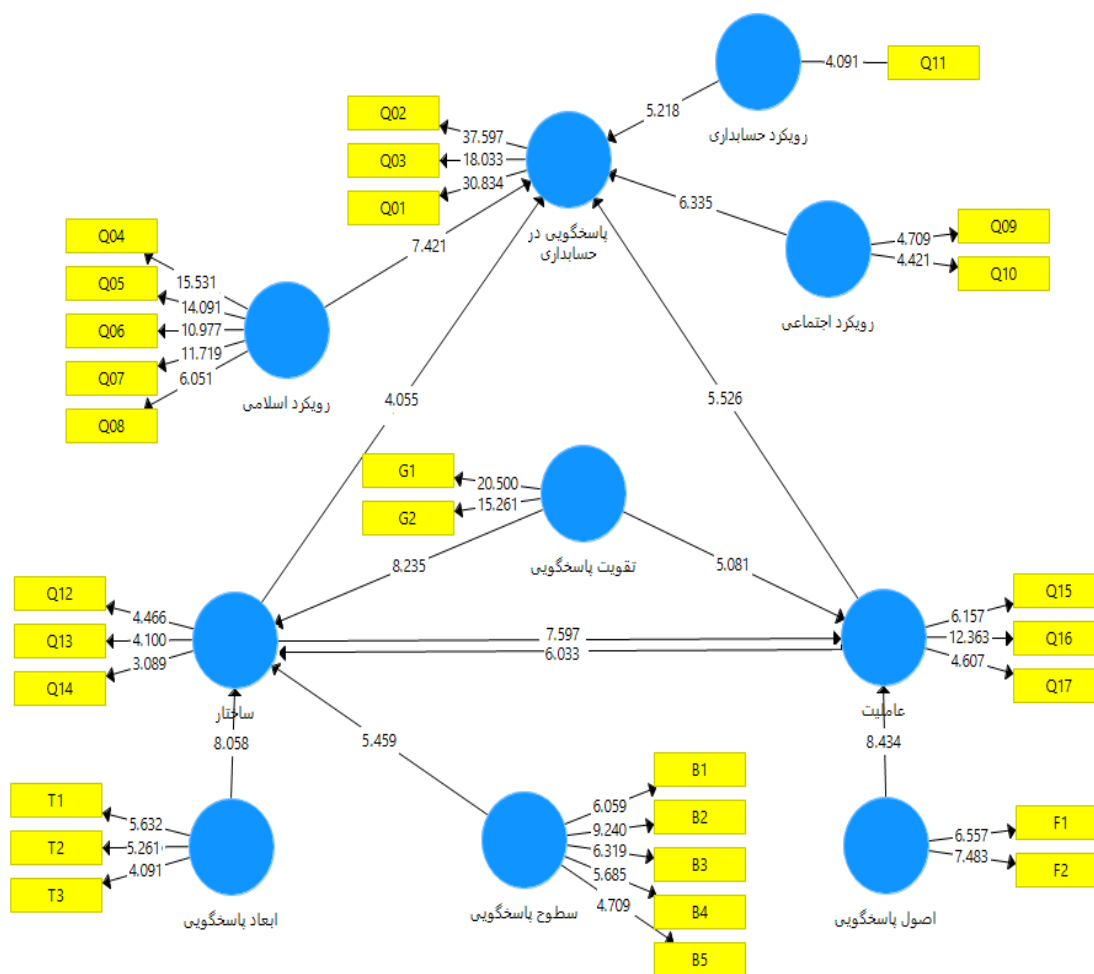 Q11
4.091
رویکرد حسابداری
5.218
Q02
37.597
Q03
18.033
Q01
30.834
پاسخگویی در
حسابداری
6.335
Q09
4.709
Q10
4.421
رویکرد اجتماعی
7.421
Q04
15.531
Q05
14.091
Q06
10.977
Q07
11.719
Q08
6.051
رویکرد اسلامی
4.055
5.526
G1
20.500
G2
15.261
تقویت پاسخگویی
8.235
5.081
Q12
4.466
Q13
4.100
Q14
3.089
ساختار
7.597
6.033
Q15
6.157
Q16
12.363
Q17
4.607
عاملیت
8.058
5.459
8.434
T1
5.632
T2
5.261
T3
4.091
ابعاد پاسخگویی
B1
6.059
B2
9.240
B3
6.319
B4
5.685
B5
4.709
سطوح پاسخگویی
F1
6.557
F2
7.483
اصول پاسخگویی